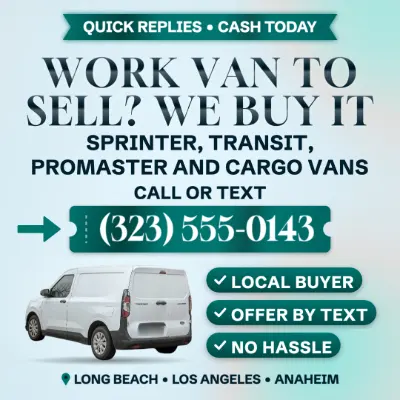 QUICK REPLIES • CASH TODAY
WORK VAN TO
SELL? WE BUY IT
SPRINTER, TRANSIT,
PROMASTER AND CARGO VANS
CALL OR TEXT
(323) 555-0143
LOCAL BUYER
OFFER BY TEXT
NO HASSLE
LONG BEACH • LOS ANGELES • ANAHEIM